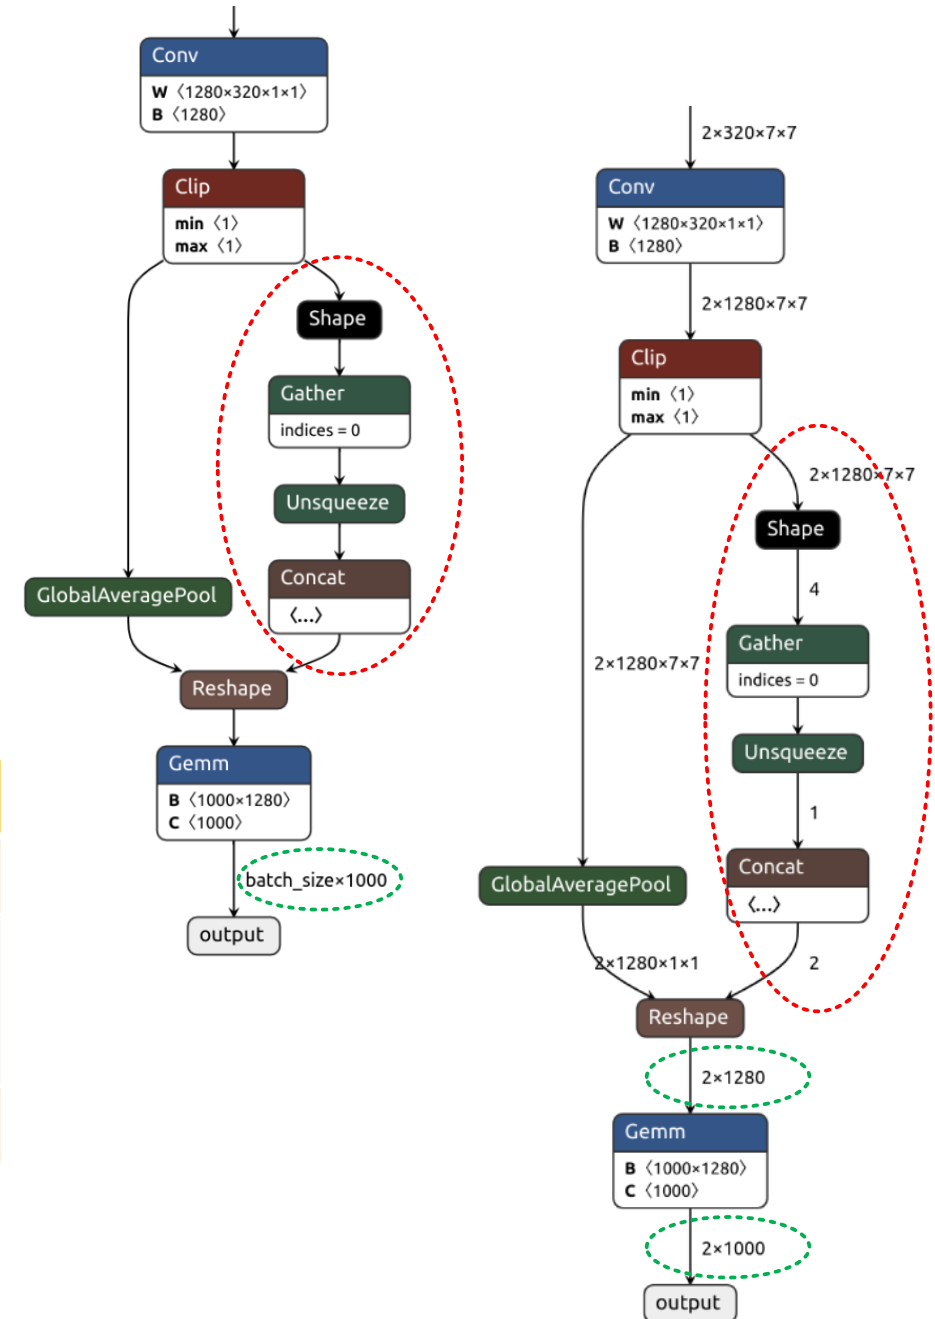 Conv
W〈1280×320×1×1〉
B〈1280〉
Clip
min〈1〉
max〈1〉
Shape
Gather
indices = 0
Unsqueeze
Concat
〈...〉
GlobalAveragePool
Reshape
Gemm
B〈1000×1280〉
C〈1000〉
batch_size×1000
output
2×320×7×7
Conv
W〈1280×320×1×1〉
B〈1280〉
2×1280×7×7
Clip
min〈1〉
max〈1〉
2×1280×7×7
Shape
4
Gather
indices = 0
2×1280×7×7
Unsqueeze
1
Concat
〈...〉
GlobalAveragePool
2×1280×1×1
2
Reshape
2×1280
Gemm
B〈1000×1280〉
C〈1000〉
2×1000
output